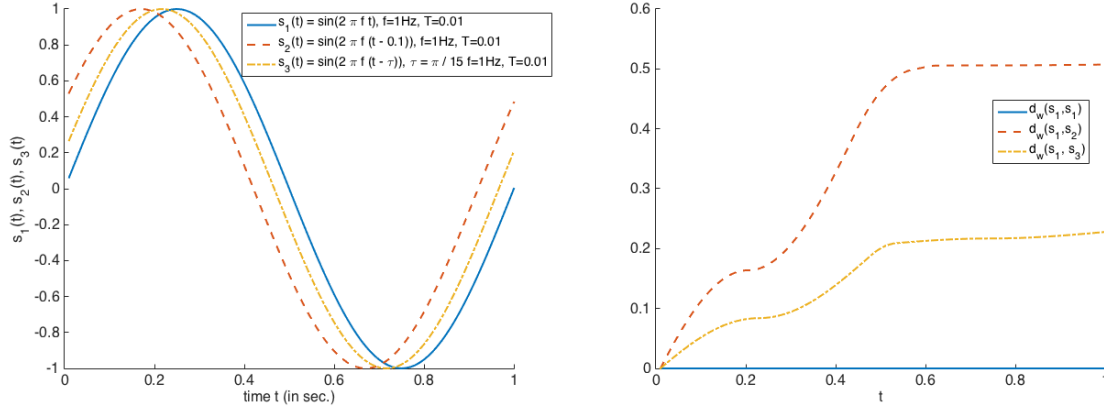 s₁(t) = sin(2 π f t), f=1Hz, T=0.01
s₂(t) = sin(2 π f (t - 0.1)), f=1Hz, T=0.01
s₃(t) = sin(2 π f (t - τ)), τ = π / 15 f=1Hz, T=0.01
1
0.8
0.6
0.4
0.2
0
-0.2
-0.4
-0.6
-0.8
-1
s₁(t), s₂(t), s₃(t)
0 0.2 0.4 0.6 0.8 1
time t (in sec.)
d_w(s₁,s₁)
d_w(s₁,s₂)
d_w(s₁, s₃)
0.6
0.5
0.4
0.3
0.2
0.1
0
0 0.2 0.4 0.6 0.8 1
t